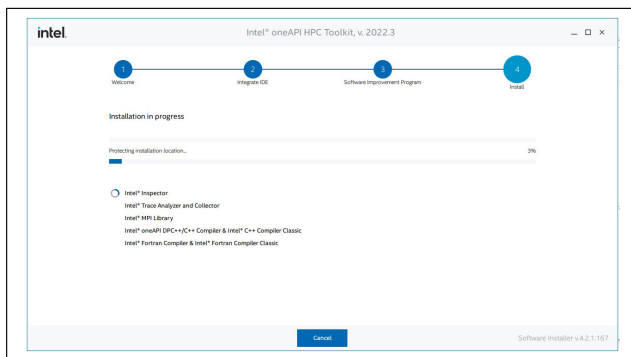 intel.
Intel® oneAPI HPC Toolkit, v. 2022.3
1
2
3
4
Welcome
Integrate IDE
Software Improvement Program
Install
Installation in progress
Protecting installation location...
3%
Intel® Inspector
Intel® Trace Analyzer and Collector
Intel® MPI Library
Intel® oneAPI DPC++/C++ Compiler & Intel® C++ Compiler Classic
Intel® Fortran Compiler & Intel® Fortran Compiler Classic
Cancel
Software installer v.4.2.1.167